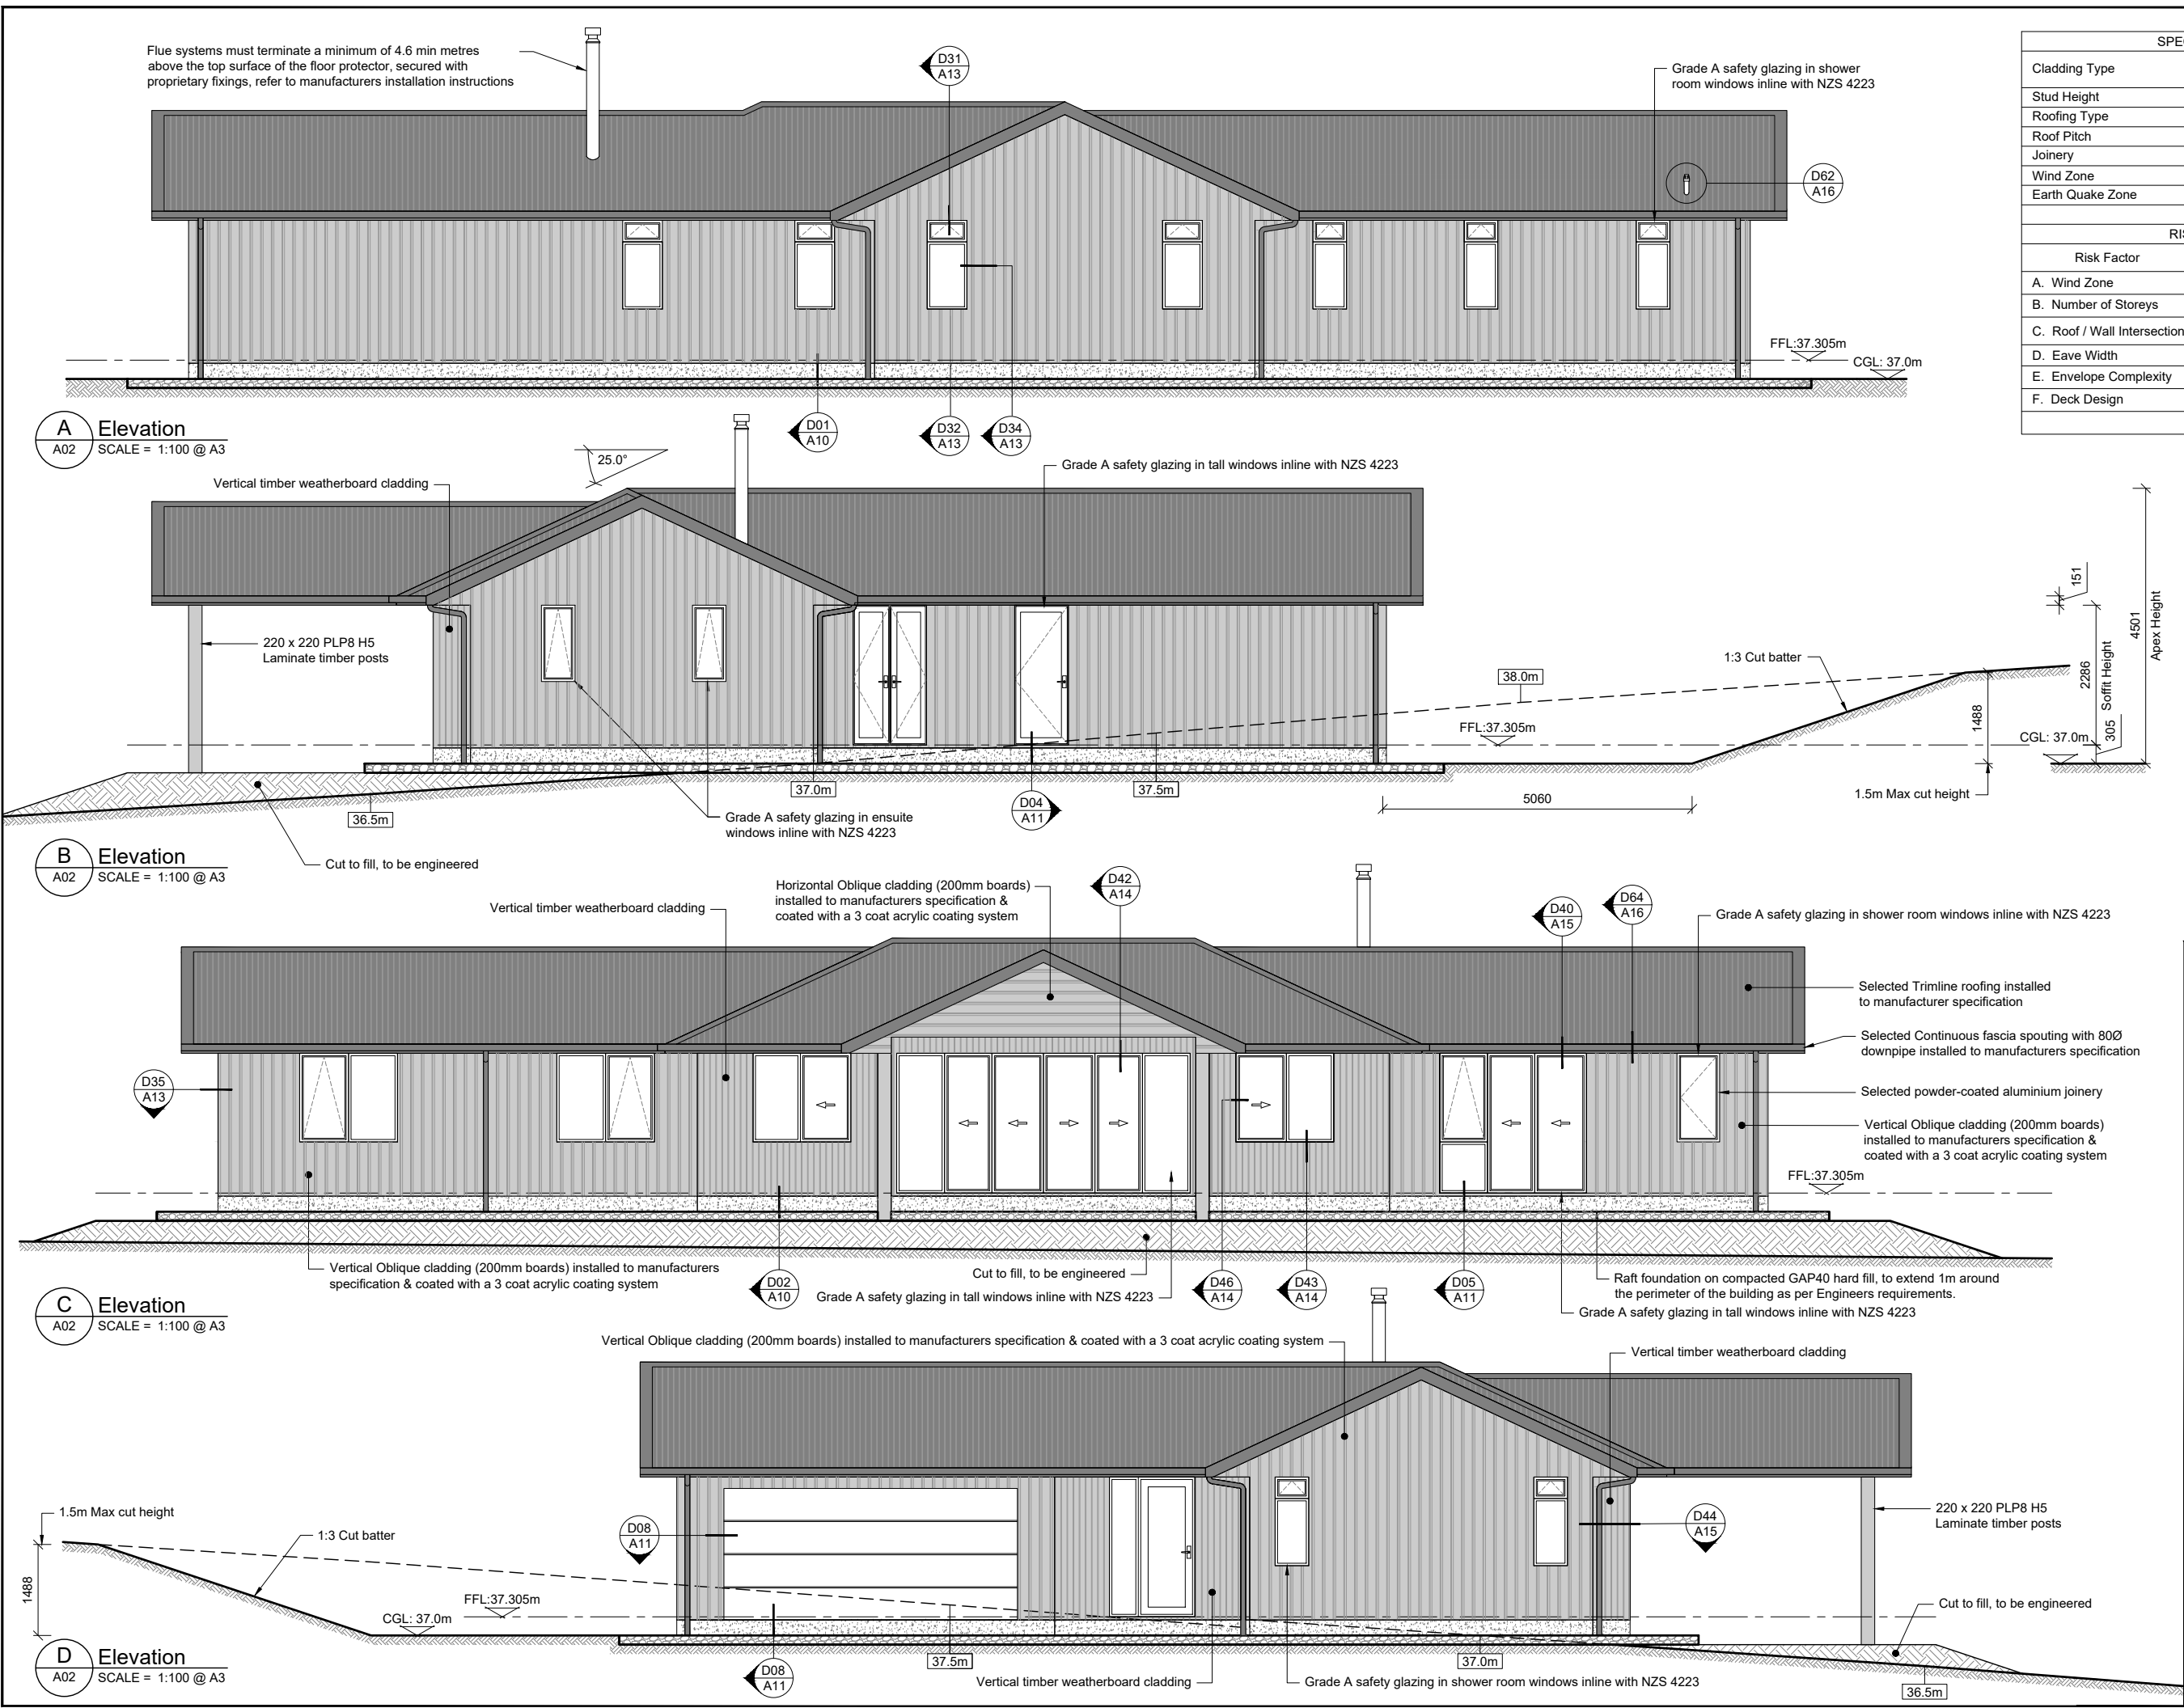 Flue systems must terminate a minimum of 4.6 min metres
above the top surface of the floor protector, secured with
proprietary fixings, refer to manufacturers installation instructions
D31
A13
Grade A safety glazing in shower
room windows inline with NZS 4223
D62
A16
FFL:37.305m
CGL: 37.0m
D01
A10
D32
A13
D34
A13
A
A02
Elevation
SCALE = 1:100 @ A3
SPE
Cladding Type
Stud Height
Roofing Type
Roof Pitch
Joinery
Wind Zone
Earth Quake Zone
RIS
Risk Factor
A. Wind Zone
B. Number of Storeys
C. Roof / Wall Intersection
D. Eave Width
E. Envelope Complexity
F. Deck Design
25.0°
Vertical timber weatherboard cladding
Grade A safety glazing in tall windows inline with NZS 4223
220 x 220 PLP8 H5
Laminate timber posts
1:3 Cut batter
38.0m
FFL:37.305m
1488
151
2286
Soffit Height
305
4501
Apex Height
CGL: 37.0m
1.5m Max cut height
5060
37.0m
37.5m
36.5m
D04
A11
Grade A safety glazing in ensuite
windows inline with NZS 4223
Cut to fill, to be engineered
B
A02
Elevation
SCALE = 1:100 @ A3
Horizontal Oblique cladding (200mm boards)
installed to manufacturers specification &
coated with a 3 coat acrylic coating system
Vertical timber weatherboard cladding
D42
A14
D40
A15
D64
A16
Grade A safety glazing in shower room windows inline with NZS 4223
Selected Trimline roofing installed
to manufacturer specification
Selected Continuous fascia spouting with 80Ø
downpipe installed to manufacturers specification
D35
A13
Selected powder-coated aluminium joinery
Vertical Oblique cladding (200mm boards)
installed to manufacturers specification &
coated with a 3 coat acrylic coating system
FFL:37.305m
Vertical Oblique cladding (200mm boards) installed to manufacturers
specification & coated with a 3 coat acrylic coating system
D02
A10
Cut to fill, to be engineered
Grade A safety glazing in tall windows inline with NZS 4223
D46
A14
D43
A14
D05
A11
Raft foundation on compacted GAP40 hard fill, to extend 1m around
the perimeter of the building as per Engineers requirements.
Grade A safety glazing in tall windows inline with NZS 4223
C
A02
Elevation
SCALE = 1:100 @ A3
Vertical Oblique cladding (200mm boards) installed to manufacturers specification & coated with a 3 coat acrylic coating system
Vertical timber weatherboard cladding
1.5m Max cut height
1:3 Cut batter
1488
D08
A11
D44
A15
220 x 220 PLP8 H5
Laminate timber posts
FFL:37.305m
CGL: 37.0m
Cut to fill, to be engineered
37.5m
37.0m
36.5m
D08
A11
Vertical timber weatherboard cladding
Grade A safety glazing in shower room windows inline with NZS 4223
D
A02
Elevation
SCALE = 1:100 @ A3